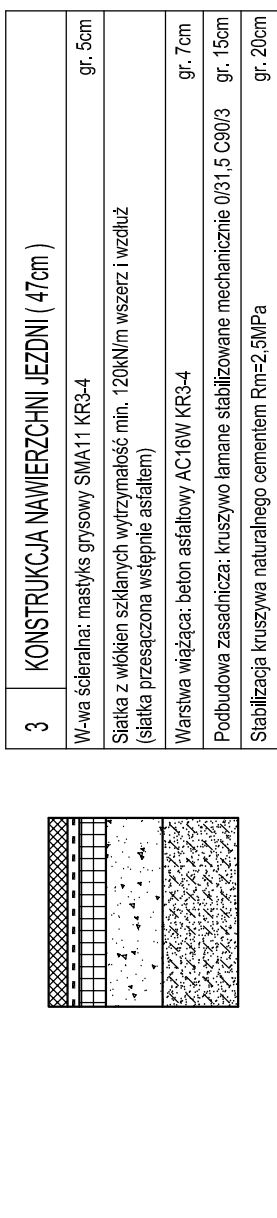 3 KONSTRUKCJA NAWIERZCHNI JEZDNI ( 47cm )
W-wa ścieralna: mastyks grysowy SMA11 KR3-4 gr. 5cm
Siatka z włókien szklanych wytrzymałość min. 120kN/m wszerz i wzdłuż
(siatka przesączona wstępnie asfaltem)
Warstwa wiążąca: beton asfaltowy AC16W KR3-4 gr. 7cm
Podbudowa zasadnicza: kruszywo łamane stabilizowane mechanicznie 0/31,5 C90/3 gr. 15cm
Stabilizacja kruszywa naturalnego cementem Rm=2,5MPa gr. 20cm